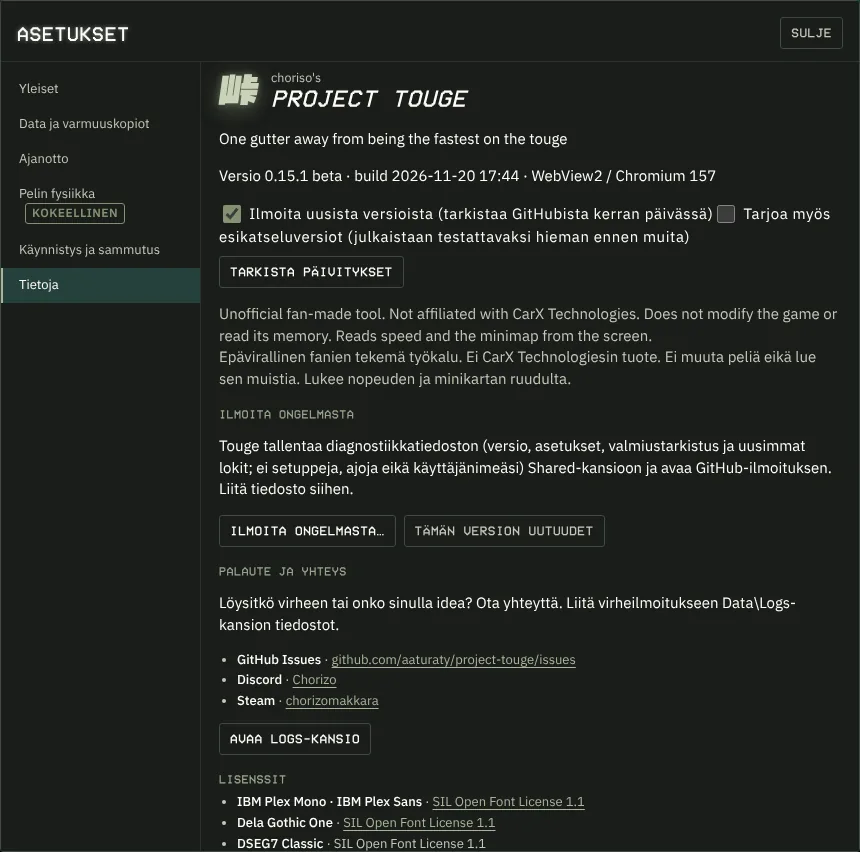 ASETUKSET
SULJE
Yleiset
Data ja varmuuskopiot
Ajanotto
Pelin fysiikka
KOKEELLINEN
Käynnistys ja sammutus
Tietoja
峠
choriso's
PROJECT TOUGE
One gutter away from being the fastest on the touge
Versio 0.15.1 beta · build 2026-11-20 17:44 · WebView2 / Chromium 157
Ilmoita uusista versioista (tarkistaa GitHubista kerran päivässä) Tarjoa myös
esikatseluversiot (julkaistaan testattavaksi hieman ennen muita)
TARKISTA PÄIVITYKSET
Unofficial fan-made tool. Not affiliated with CarX Technologies. Does not modify the game or
read its memory. Reads speed and the minimap from the screen.
Epävirallinen fanien tekemä työkalu. Ei CarX Technologiesin tuote. Ei muuta peliä eikä lue
sen muistia. Lukee nopeuden ja minikartan ruudulta.
ILMOITA ONGELMASTA
Touge tallentaa diagnostiikkatiedoston (versio, asetukset, valmiustarkistus ja uusimmat
lokit; ei setuppeja, ajoja eikä käyttäjänimeäsi) Shared-kansioon ja avaa GitHub-ilmoituksen.
Liitä tiedosto siihen.
ILMOITA ONGELMASTA…
TÄMÄN VERSION UUTUUDET
PALAUTE JA YHTEYS
Löysitkö virheen tai onko sinulla idea? Ota yhteyttä. Liitä virheilmoitukseen Data\Logs-
kansion tiedostot.
• GitHub Issues · github.com/aaturaty/project-touge/issues
• Discord · Chorizo
• Steam · chorizomakkara
AVAA LOGS-KANSIO
LISENSSIT
• IBM Plex Mono · IBM Plex Sans · SIL Open Font License 1.1
• Dela Gothic One · SIL Open Font License 1.1
• DSEG7 Classic · SIL Open Font License 1.1